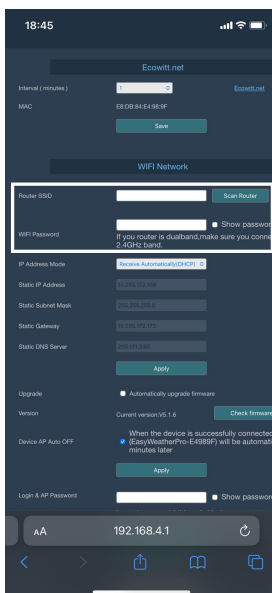 18:45
Ecowitt.net
Interval ( minutes )
1
Ecowitt.net
MAC
E8:DB:84:E4:98:9F
Save
WIFI Network
Router SSID
Scan Router
Show passwor
WIFI Password
If you router is dualband,make sure you conne
2.4GHz band.
IP Address Mode
Receive Automatically(DHCP)
Static IP Address
Static Subnet Mask
Static Gateway
Static DNS Server
Apply
Upgrade
Automatically upgrade firmware
Version
Current version:V5.1.6
Check firmware
When the device is successfully connected
Device AP Auto OFF
(EasyWeatherPro-E4989F) will be automati
minutes later
Apply
Login & AP Password
Show passwor
AA
192.168.4.1